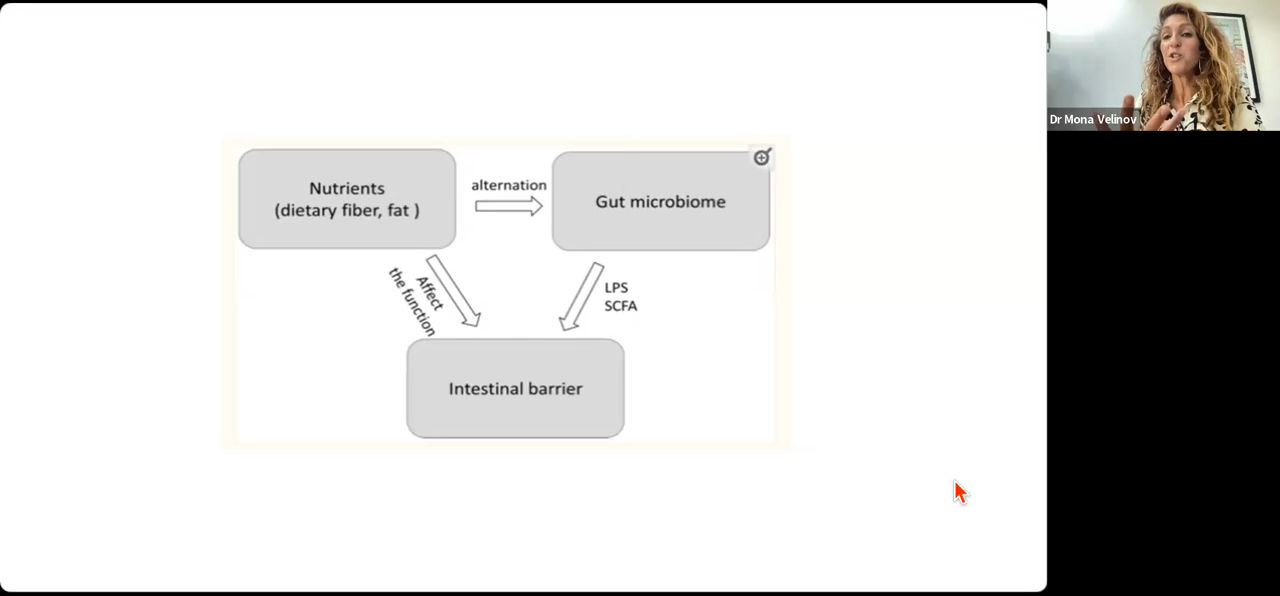 Nutrients
(dietary fiber, fat )
alternation
Gut microbiome
Affect
the function
LPS
SCFA
Intestinal barrier
Dr Mona Velinov